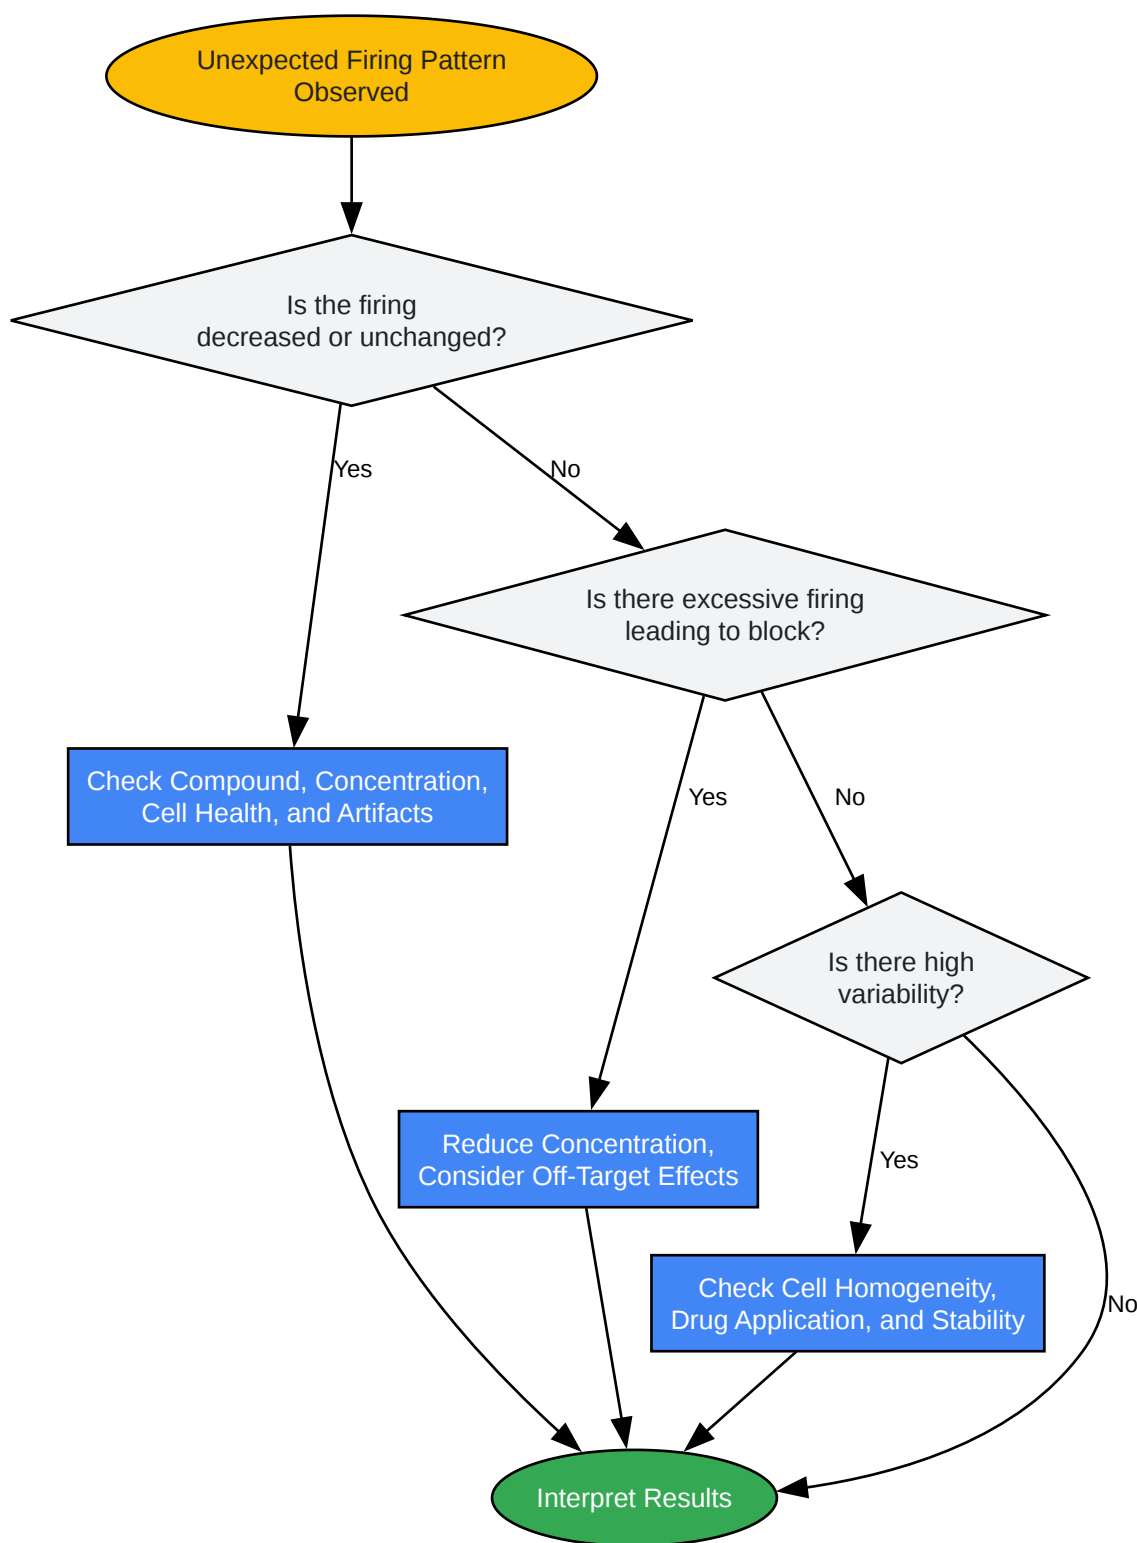 Unexpected Firing Pattern
Observed
Is the firing
decreased or unchanged?
Yes
No
Is there excessive firing
leading to block?
Check Compound, Concentration,
Cell Health, and Artifacts
Yes
No
Is there high
variability?
Reduce Concentration,
Consider Off-Target Effects
Yes
Check Cell Homogeneity,
Drug Application, and Stability
No
Interpret Results